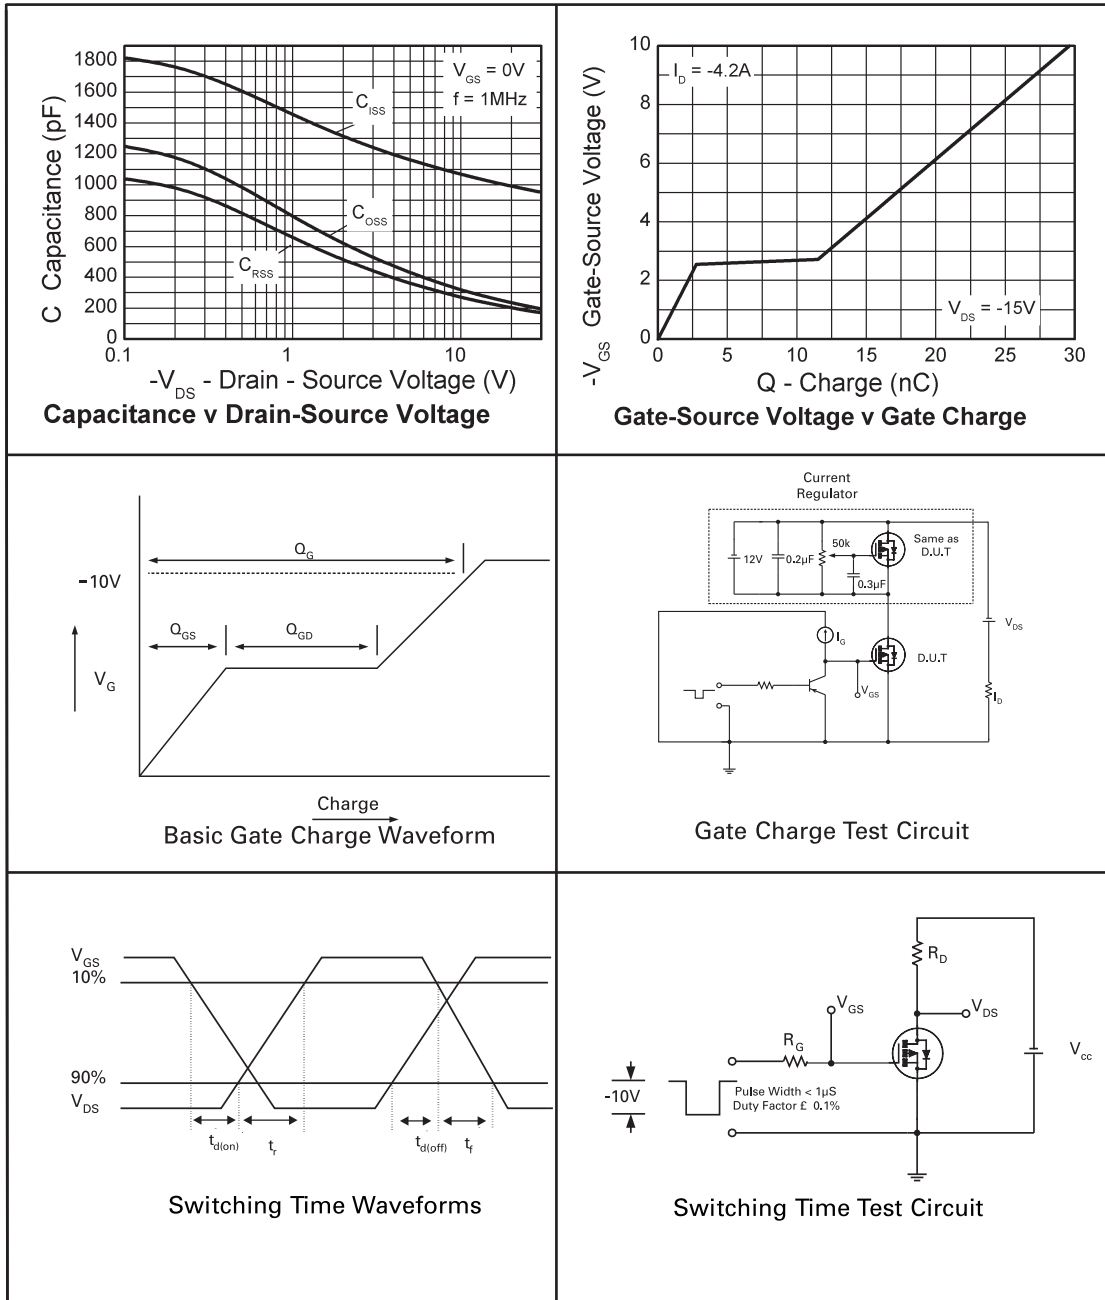 1800
1600
1400
1200
1000
800
600
400
200
0
C Capacitance (pF)
V_GS = 0V
f = 1MHz
C_ISS
C_OSS
C_RSS
0.1
1
10
-V_DS - Drain - Source Voltage (V)
Capacitance v Drain-Source Voltage
10
8
6
4
2
0
-V_GS Gate-Source Voltage (V)
I_D = -4.2A
V_DS = -15V
0
5
10
15
20
25
30
Q - Charge (nC)
Gate-Source Voltage v Gate Charge
Q_G
-10V
Q_GS
Q_GD
V_G
Charge
Basic Gate Charge Waveform
Current
Regulator
12V
0.2µF
50k
0.3µF
Same as
D.U.T
I_G
V_DS
D.U.T
V_GS
I_D
Gate Charge Test Circuit
V_GS
10%
90%
V_DS
t_d(on)
t_r
t_d(off)
t_f
Switching Time Waveforms
R_D
V_GS
V_DS
R_G
V_cc
-10V
Pulse Width < 1µS
Duty Factor £ 0.1%
Switching Time Test Circuit